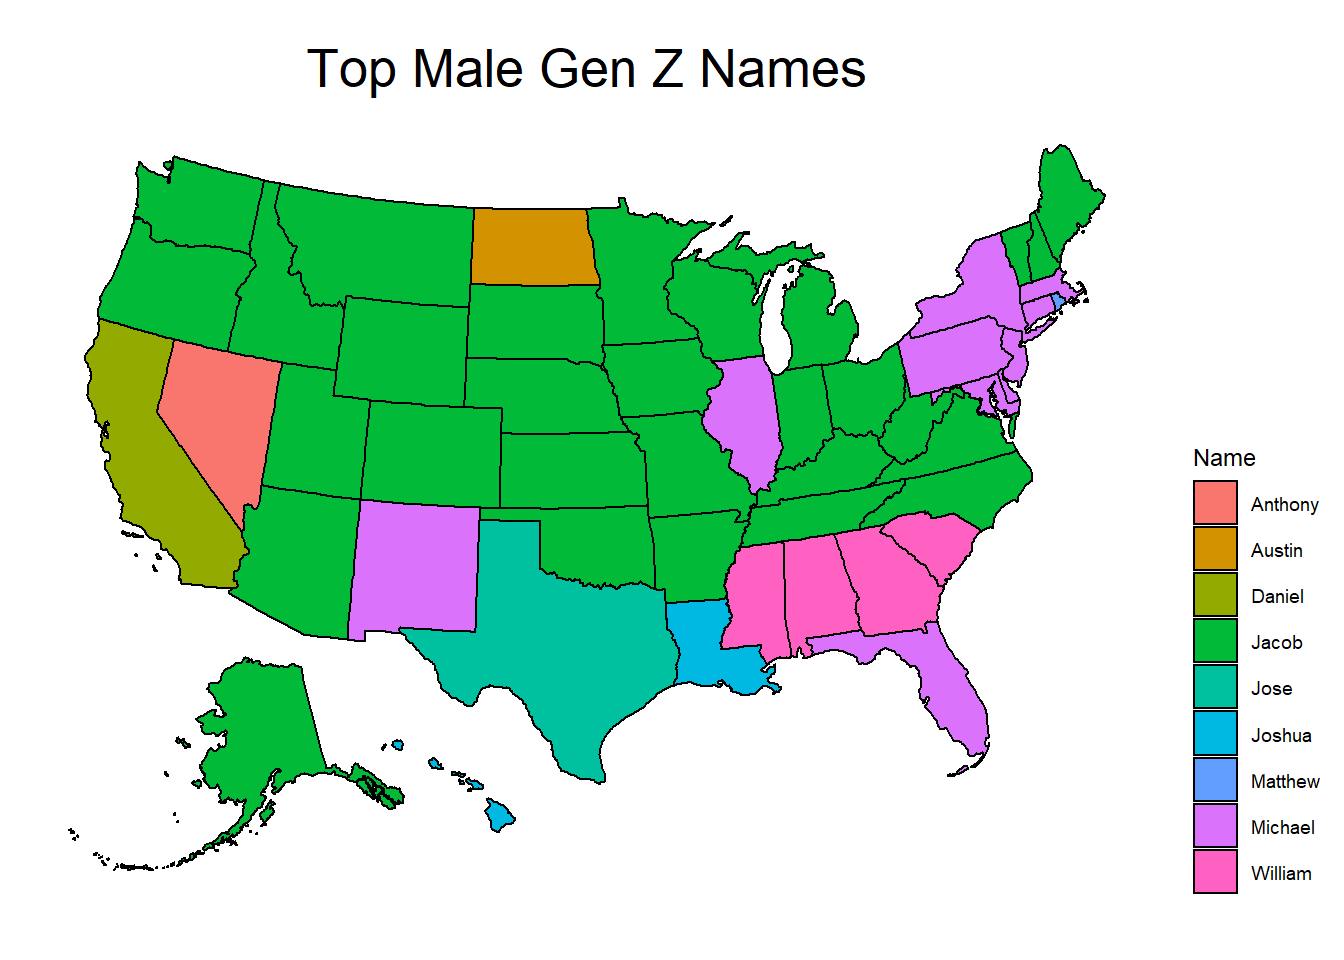 Top Male Gen Z Names
Name
Anthony
Austin
Daniel
Jacob
Jose
Joshua
Matthew
Michael
William